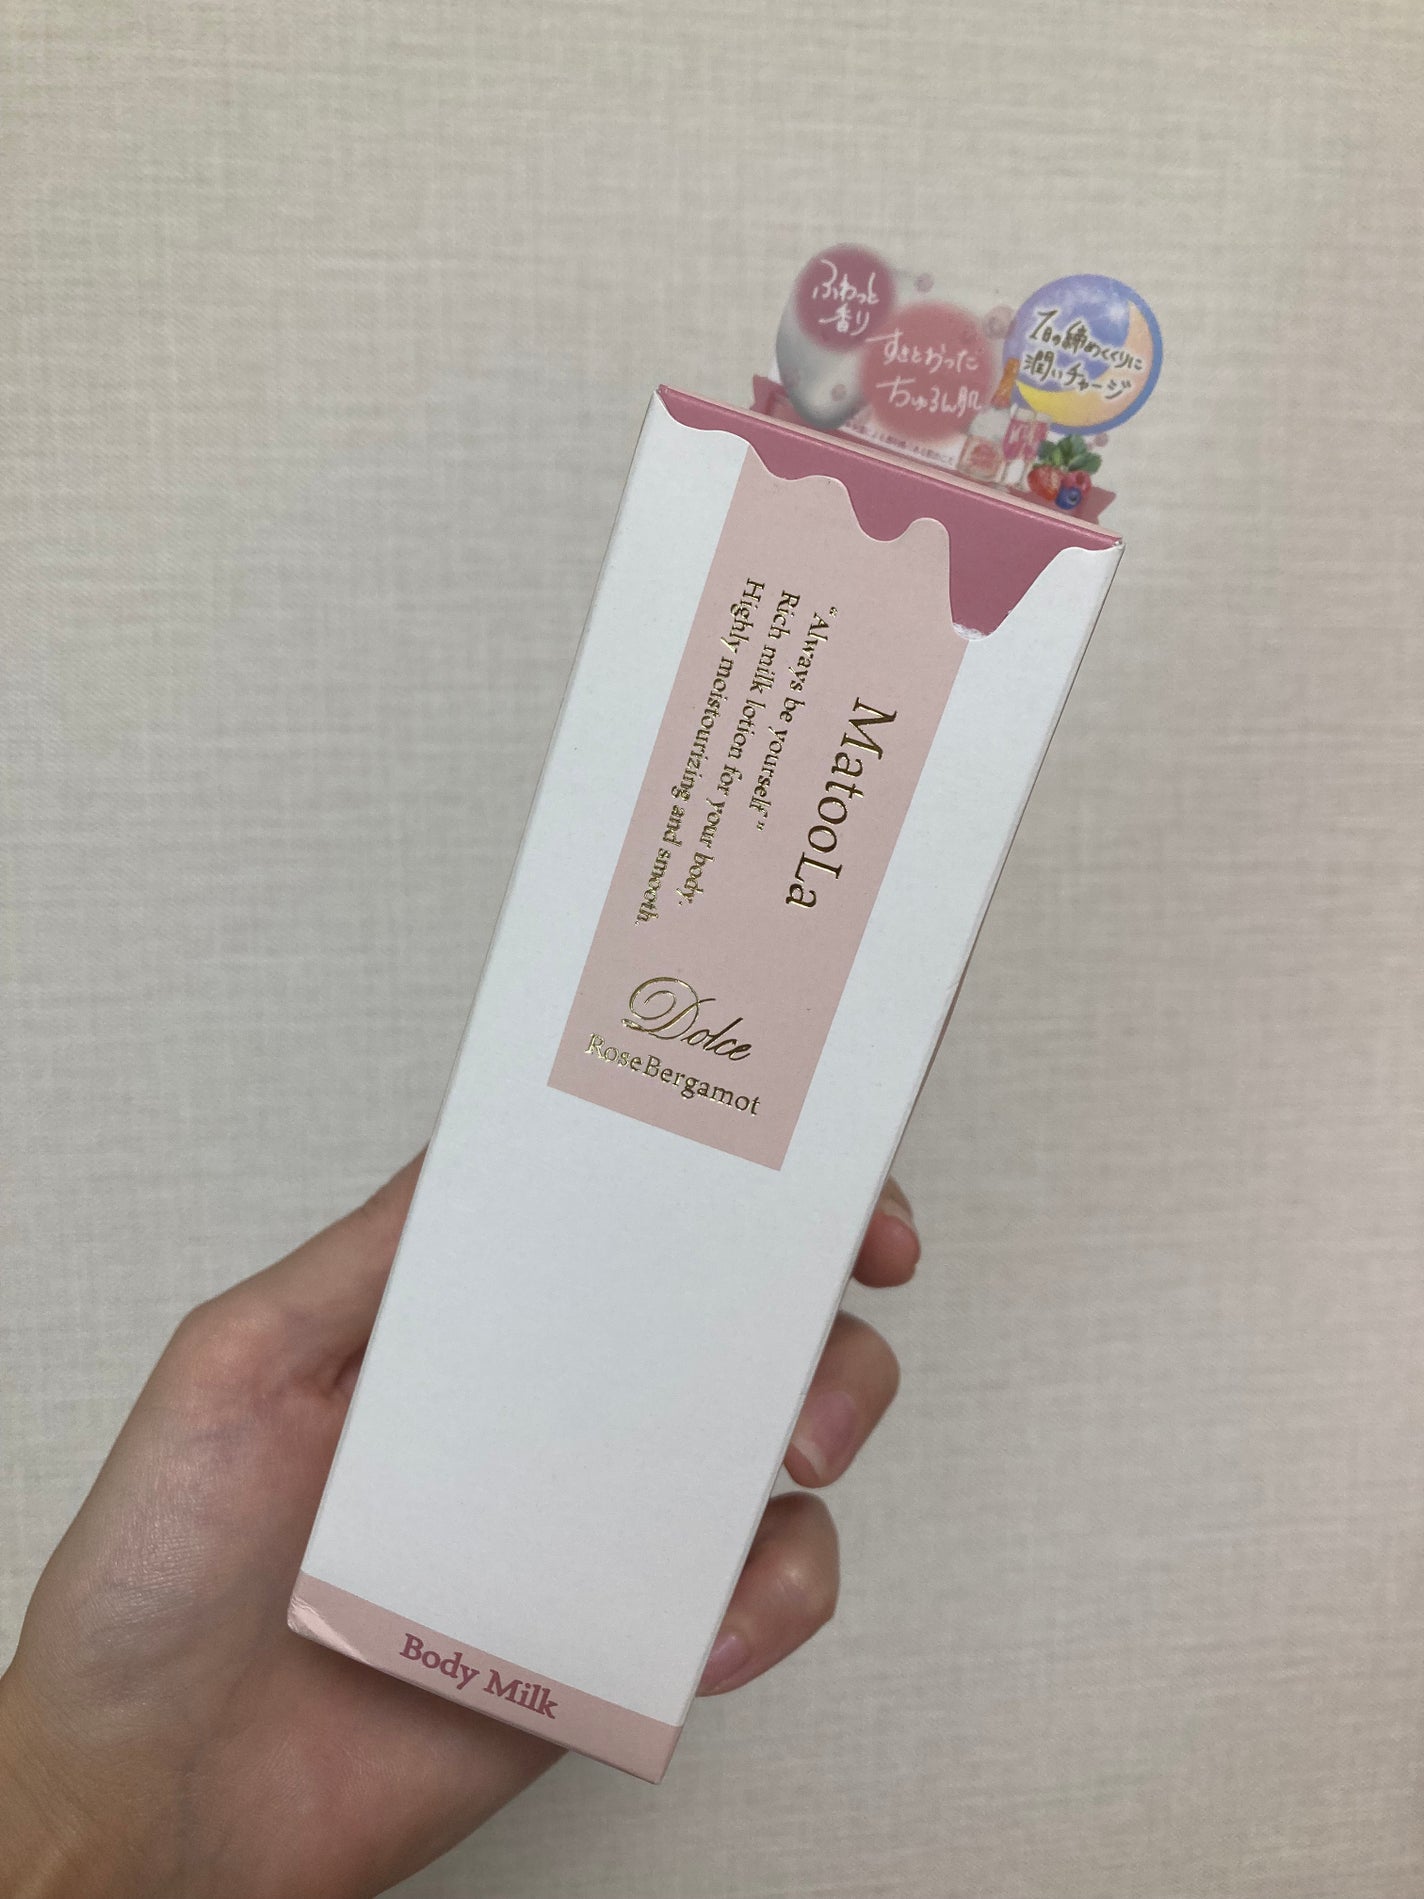 ふわっと
香り
すきとおった
ちゅるん肌
1日の締めくくりに
潤いチャージ
MatooLa
“Always be yourself”
Rich milk lotion for your body.
Highly moistourizing and smooth.
Dolce
RoseBergamot
Body Milk